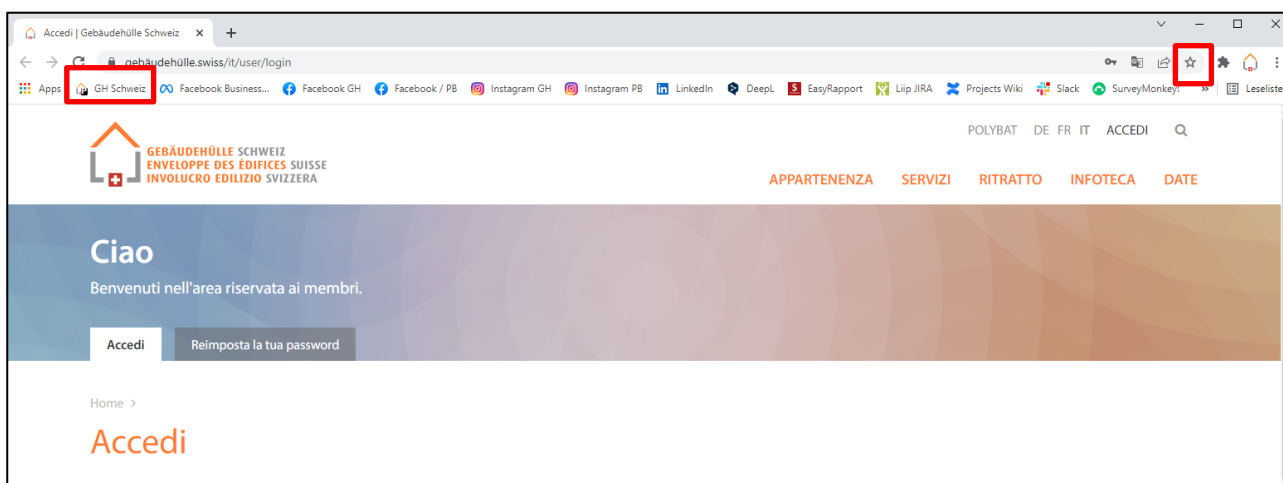 Accedi | Gebäudehülle Schweiz
gebäudehülle.swiss/it/user/login
Apps GH Schweiz Facebook Business... Facebook GH Facebook / PB Instagram GH Instagram PB LinkedIn DeepL EasyRapport Liip JIRA Projects Wiki Slack SurveyMonkey! » Leseliste
POLYBAT DE FR IT ACCEDI
GEBÄUDEHÜLLE SCHWEIZ
ENVELOPPE DES ÉDIFICES SUISSE
INVOLUCRO EDILIZIO SVIZZERA
APPARTENENZA SERVIZI RITRATTO INFOTECA DATE
Ciao
Benvenuti nell'area riservata ai membri.
Accedi Reimposta la tua password
Home >
Accedi